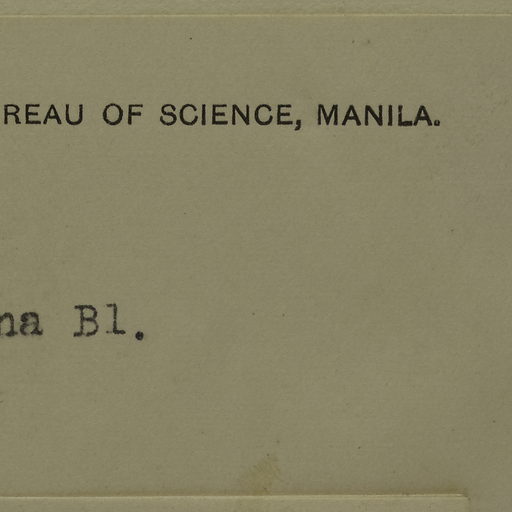 REAU OF SCIENCE, MANILA.
na Bl.